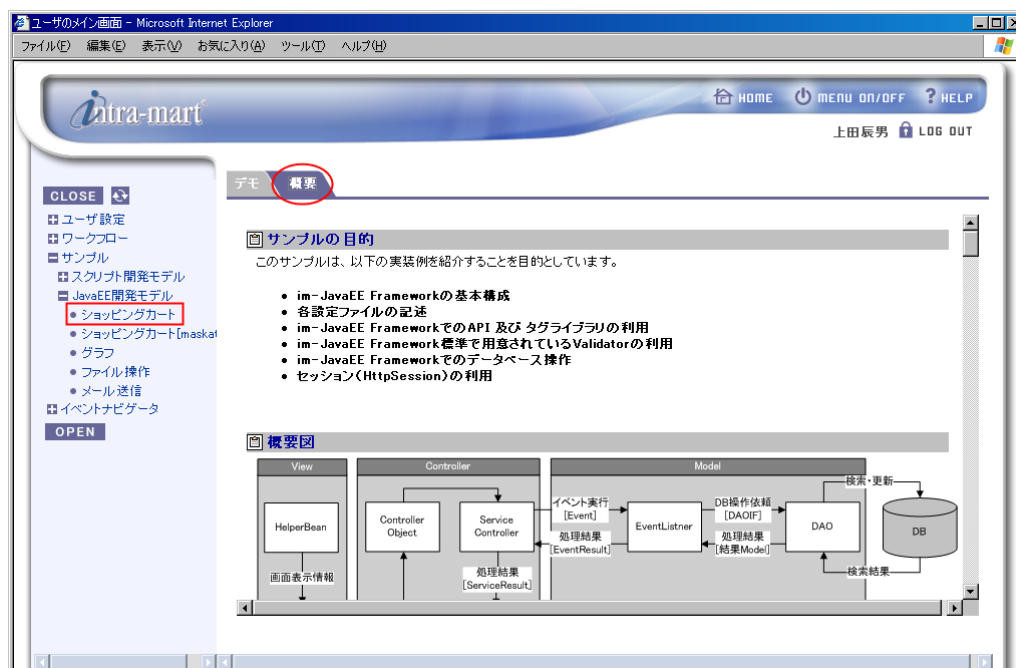 ユーザのメイン画面 - Microsoft Internet Explorer
ファイル(F) 編集(E) 表示(V) お気に入り(A) ツール(T) ヘルプ(H)
intra-mart
HOME MENU ON/OFF ? HELP
上田辰男 LOG OUT
デモ 概要
CLOSE
ユーザ設定
ワークフロー
サンプル
スクリプト開発モデル
JavaEE開発モデル
ショッピングカート
ショッピングカート[maskat
グラフ
ファイル操作
メール送信
イベントナビゲータ
OPEN
サンプルの目的
このサンプルは、以下の実装例を紹介することを目的としています。
● im-JavaEE Frameworkの基本構成
● 各設定ファイルの記述
● im-JavaEE FrameworkでのAPI 及び タグライブラリの利用
● im-JavaEE Framework標準で用意されているValidatorの利用
● im-JavaEE Frameworkでのデータベース操作
● セッション(HttpSession)の利用
概要図
View Controller Model
検索・更新
HelperBean
Controller
Object
Service
Controller
イベント実行
[Event]
処理結果
[EventResult]
EventListner
DB操作依頼
[DAOIF]
処理結果
[結果Model]
DAO
DB
画面表示情報
処理結果
[ServiceResult]
検索結果